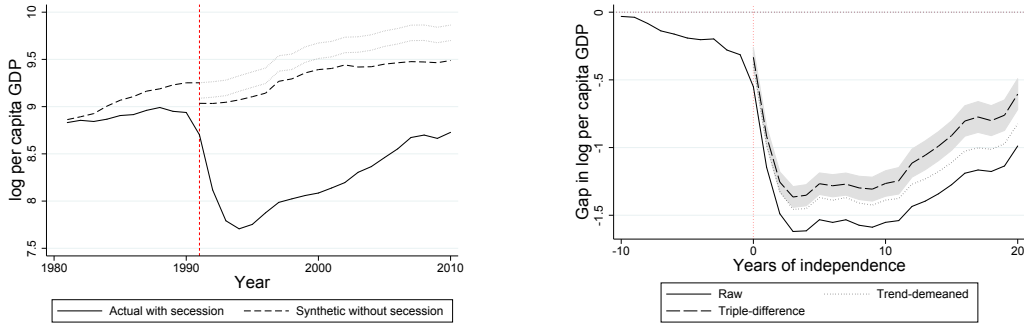 log per capita GDP
10
9.5
9
8.5
8
7.5
1980
1990
2000
2010
Year
Actual with secession
Synthetic without secession
Gap in log per capita GDP
0
-.5
-1
-1.5
-10
0
10
20
Years of independence
Raw
Trend-demeaned
Triple-difference